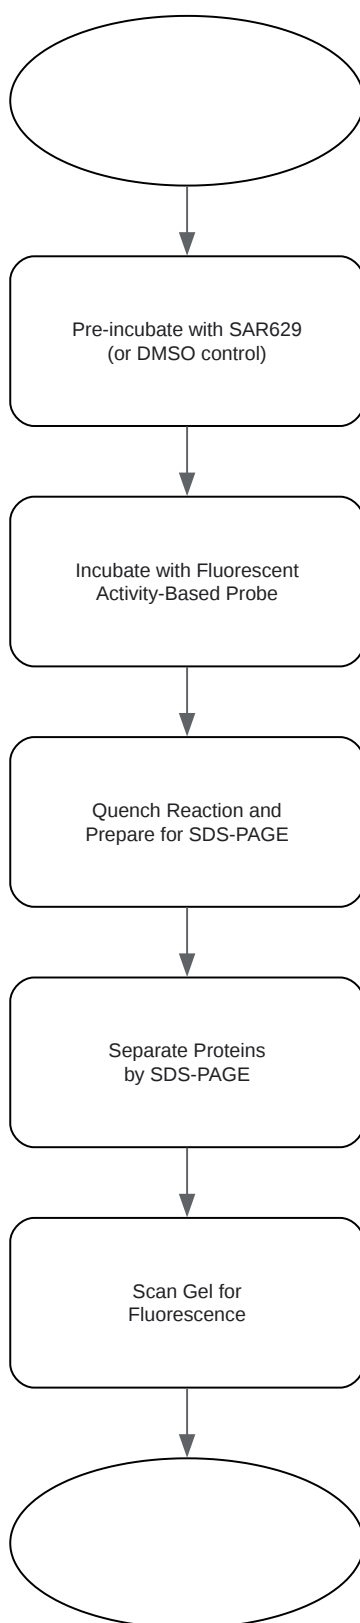 Pre-incubate with SAR629
(or DMSO control)
Incubate with Fluorescent
Activity-Based Probe
Quench Reaction and
Prepare for SDS-PAGE
Separate Proteins
by SDS-PAGE
Scan Gel for
Fluorescence